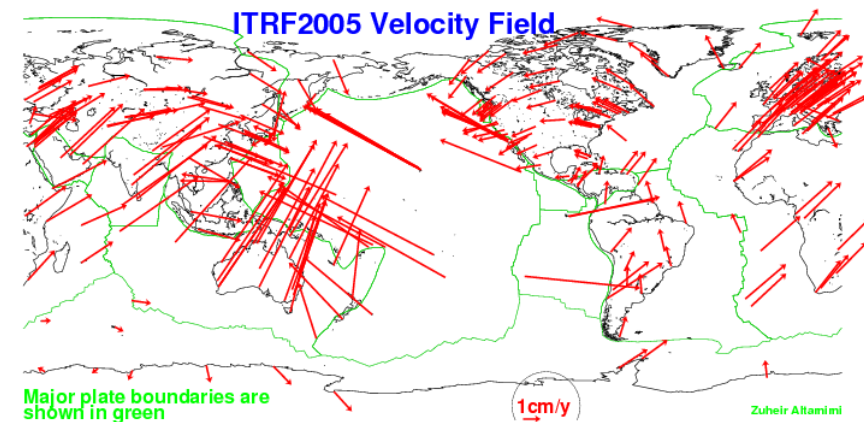 ITRF2005 Velocity Field
Major plate boundaries are
shown in green
1cm/y
Zuheir Altamimi